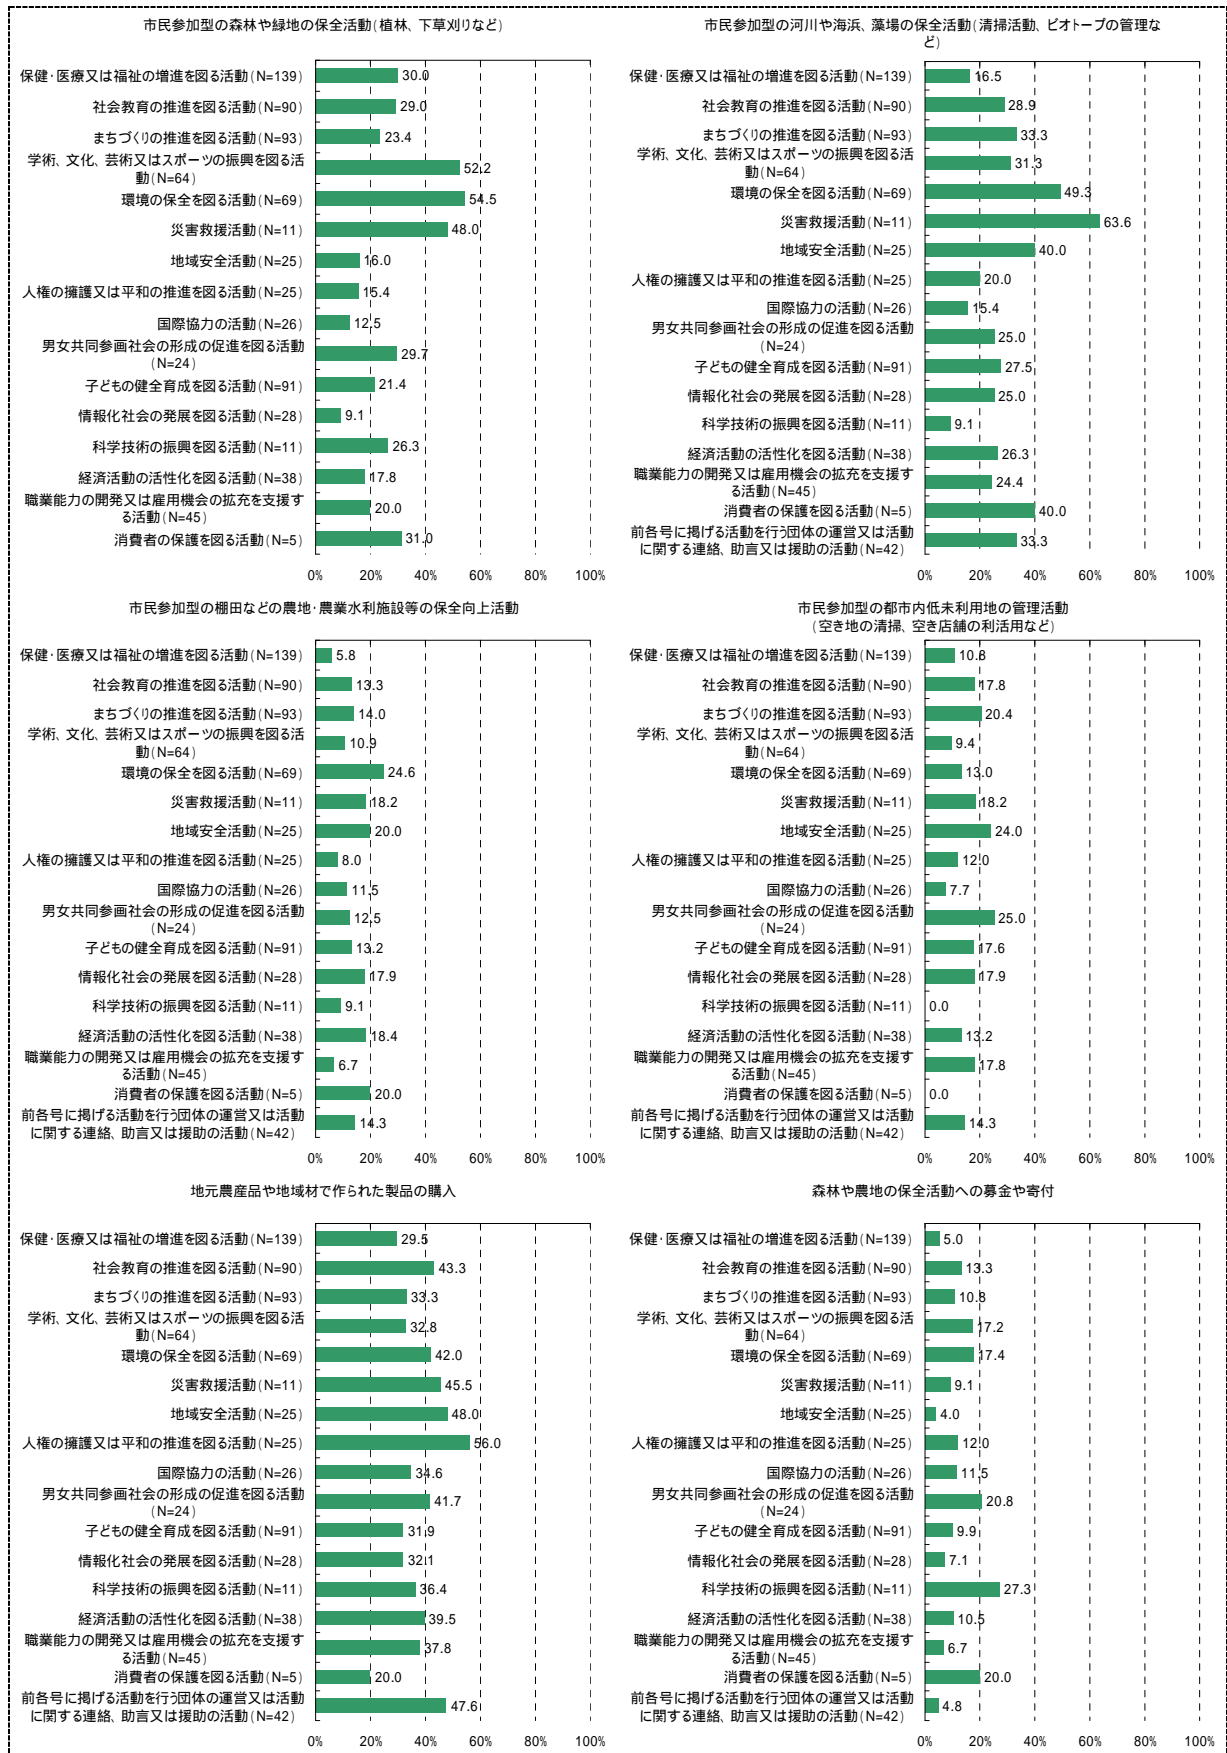 市民参加型の森林や緑地の保全活動(植林、下草刈りなど)
保健・医療又は福祉の増進を図る活動(N=139) 30.0
社会教育の推進を図る活動(N=90) 29.0
まちづくりの推進を図る活動(N=93) 23.4
学術、文化、芸術又はスポーツの振興を図る活
動(N=64) 52.2
環境の保全を図る活動(N=69) 54.5
災害救援活動(N=11) 48.0
地域安全活動(N=25) 16.0
人権の擁護又は平和の推進を図る活動(N=25) 15.4
国際協力の活動(N=26) 12.5
男女共同参画社会の形成の促進を図る活動
(N=24) 29.7
子どもの健全育成を図る活動(N=91) 21.4
情報化社会の発展を図る活動(N=28) 9.1
科学技術の振興を図る活動(N=11) 26.3
経済活動の活性化を図る活動(N=38) 17.8
職業能力の開発又は雇用機会の拡充を支援す
る活動(N=45) 20.0
消費者の保護を図る活動(N=5) 31.0
0% 20% 40% 60% 80% 100%
市民参加型の河川や海浜、藻場の保全活動(清掃活動、ビオトープの管理な
ど)
保健・医療又は福祉の増進を図る活動(N=139) 16.5
社会教育の推進を図る活動(N=90) 28.9
まちづくりの推進を図る活動(N=93) 33.3
学術、文化、芸術又はスポーツの振興を図る活
動(N=64) 31.3
環境の保全を図る活動(N=69) 49.3
災害救援活動(N=11) 63.6
地域安全活動(N=25) 40.0
人権の擁護又は平和の推進を図る活動(N=25) 20.0
国際協力の活動(N=26) 15.4
男女共同参画社会の形成の促進を図る活動
(N=24) 25.0
子どもの健全育成を図る活動(N=91) 27.5
情報化社会の発展を図る活動(N=28) 25.0
科学技術の振興を図る活動(N=11) 9.1
経済活動の活性化を図る活動(N=38) 26.3
職業能力の開発又は雇用機会の拡充を支援す
る活動(N=45) 24.4
消費者の保護を図る活動(N=5) 40.0
前各号に掲げる活動を行う団体の運営又は活動
に関する連絡、助言又は援助の活動(N=42) 33.3
0% 20% 40% 60% 80% 100%
市民参加型の棚田などの農地・農業水利施設等の保全向上活動
保健・医療又は福祉の増進を図る活動(N=139) 5.8
社会教育の推進を図る活動(N=90) 13.3
まちづくりの推進を図る活動(N=93) 14.0
学術、文化、芸術又はスポーツの振興を図る活
動(N=64) 10.9
環境の保全を図る活動(N=69) 24.6
災害救援活動(N=11) 18.2
地域安全活動(N=25) 20.0
人権の擁護又は平和の推進を図る活動(N=25) 8.0
国際協力の活動(N=26) 11.5
男女共同参画社会の形成の促進を図る活動
(N=24) 12.5
子どもの健全育成を図る活動(N=91) 13.2
情報化社会の発展を図る活動(N=28) 17.9
科学技術の振興を図る活動(N=11) 9.1
経済活動の活性化を図る活動(N=38) 18.4
職業能力の開発又は雇用機会の拡充を支援す
る活動(N=45) 6.7
消費者の保護を図る活動(N=5) 20.0
前各号に掲げる活動を行う団体の運営又は活動
に関する連絡、助言又は援助の活動(N=42) 14.3
0% 20% 40% 60% 80% 100%
市民参加型の都市内低未利用地の管理活動
(空き地の清掃、空き店舗の利活用など)
保健・医療又は福祉の増進を図る活動(N=139) 10.8
社会教育の推進を図る活動(N=90) 17.8
まちづくりの推進を図る活動(N=93) 20.4
学術、文化、芸術又はスポーツの振興を図る活
動(N=64) 9.4
環境の保全を図る活動(N=69) 13.0
災害救援活動(N=11) 18.2
地域安全活動(N=25) 24.0
人権の擁護又は平和の推進を図る活動(N=25) 12.0
国際協力の活動(N=26) 7.7
男女共同参画社会の形成の促進を図る活動
(N=24) 25.0
子どもの健全育成を図る活動(N=91) 17.6
情報化社会の発展を図る活動(N=28) 17.9
科学技術の振興を図る活動(N=11) 0.0
経済活動の活性化を図る活動(N=38) 13.2
職業能力の開発又は雇用機会の拡充を支援す
る活動(N=45) 17.8
消費者の保護を図る活動(N=5) 0.0
前各号に掲げる活動を行う団体の運営又は活動
に関する連絡、助言又は援助の活動(N=42) 14.3
0% 20% 40% 60% 80% 100%
地元農産品や地域材で作られた製品の購入
保健・医療又は福祉の増進を図る活動(N=139) 29.5
社会教育の推進を図る活動(N=90) 43.3
まちづくりの推進を図る活動(N=93) 33.3
学術、文化、芸術又はスポーツの振興を図る活
動(N=64) 32.8
環境の保全を図る活動(N=69) 42.0
災害救援活動(N=11) 45.5
地域安全活動(N=25) 48.0
人権の擁護又は平和の推進を図る活動(N=25) 56.0
国際協力の活動(N=26) 34.6
男女共同参画社会の形成の促進を図る活動
(N=24) 41.7
子どもの健全育成を図る活動(N=91) 31.9
情報化社会の発展を図る活動(N=28) 32.1
科学技術の振興を図る活動(N=11) 36.4
経済活動の活性化を図る活動(N=38) 39.5
職業能力の開発又は雇用機会の拡充を支援す
る活動(N=45) 37.8
消費者の保護を図る活動(N=5) 20.0
前各号に掲げる活動を行う団体の運営又は活動
に関する連絡、助言又は援助の活動(N=42) 47.6
0% 20% 40% 60% 80% 100%
森林や農地の保全活動への募金や寄付
保健・医療又は福祉の増進を図る活動(N=139) 5.0
社会教育の推進を図る活動(N=90) 13.3
まちづくりの推進を図る活動(N=93) 10.8
学術、文化、芸術又はスポーツの振興を図る活
動(N=64) 17.2
環境の保全を図る活動(N=69) 17.4
災害救援活動(N=11) 9.1
地域安全活動(N=25) 4.0
人権の擁護又は平和の推進を図る活動(N=25) 12.0
国際協力の活動(N=26) 11.5
男女共同参画社会の形成の促進を図る活動
(N=24) 20.8
子どもの健全育成を図る活動(N=91) 9.9
情報化社会の発展を図る活動(N=28) 7.1
科学技術の振興を図る活動(N=11) 27.3
経済活動の活性化を図る活動(N=38) 10.5
職業能力の開発又は雇用機会の拡充を支援す
る活動(N=45) 6.7
消費者の保護を図る活動(N=5) 20.0
前各号に掲げる活動を行う団体の運営又は活動
に関する連絡、助言又は援助の活動(N=42) 4.8
0% 20% 40% 60% 80% 100%